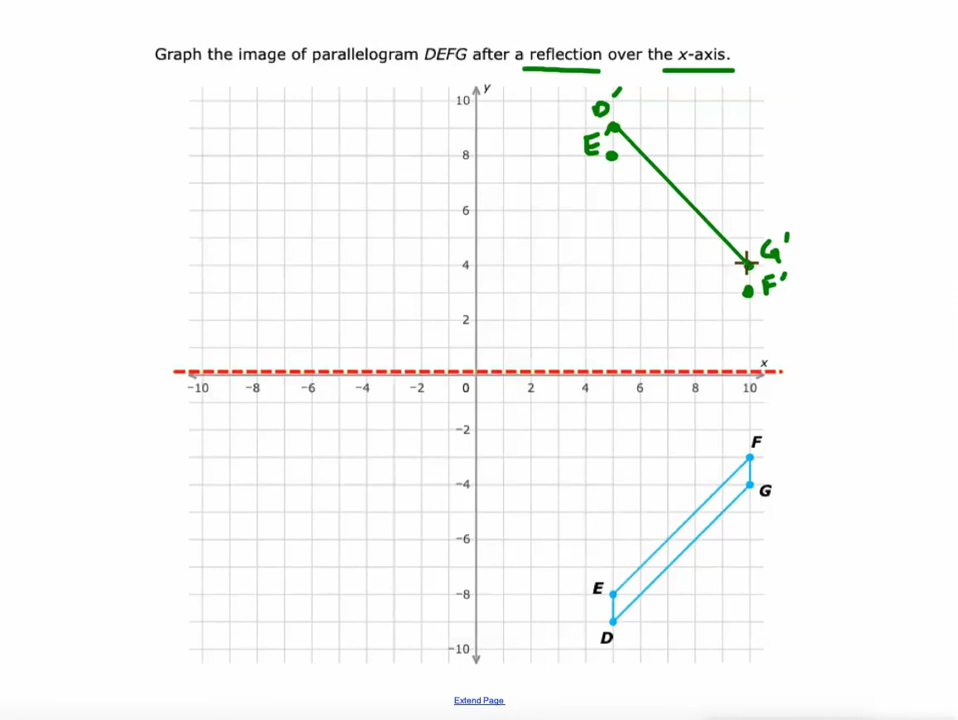 Graph the image of parallelogram DEFG after a reflection over the x-axis.
y
10
D'
E'
8
6
G'
4
F'
2
x
-10 -8 -6 -4 -2 0 2 4 6 8 10
-2
F
-4
G
-6
E
-8
D
-10
Extend Page